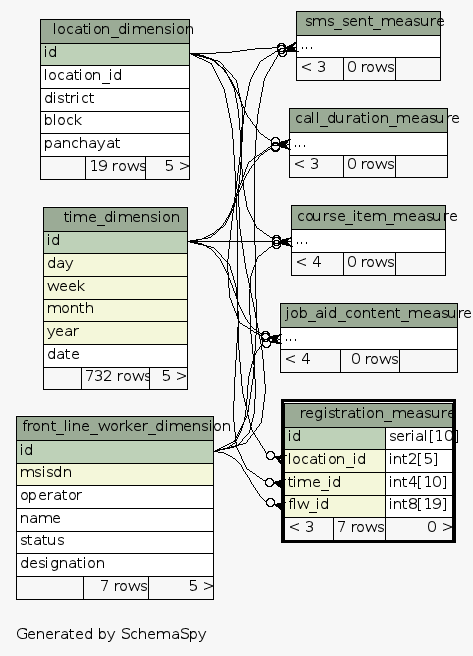 location_dimension
id
location_id
district
block
panchayat
19 rows 5 >
time_dimension
id
day
week
month
year
date
732 rows 5 >
front_line_worker_dimension
id
msisdn
operator
name
status
designation
7 rows 5 >
sms_sent_measure
...
< 3 0 rows
call_duration_measure
...
< 3 0 rows
course_item_measure
...
< 4 0 rows
job_aid_content_measure
...
< 4 0 rows
registration_measure
id serial[10]
location_id int2[5]
time_id int4[10]
flw_id int8[19]
< 3 7 rows 0 >
Generated by SchemaSpy